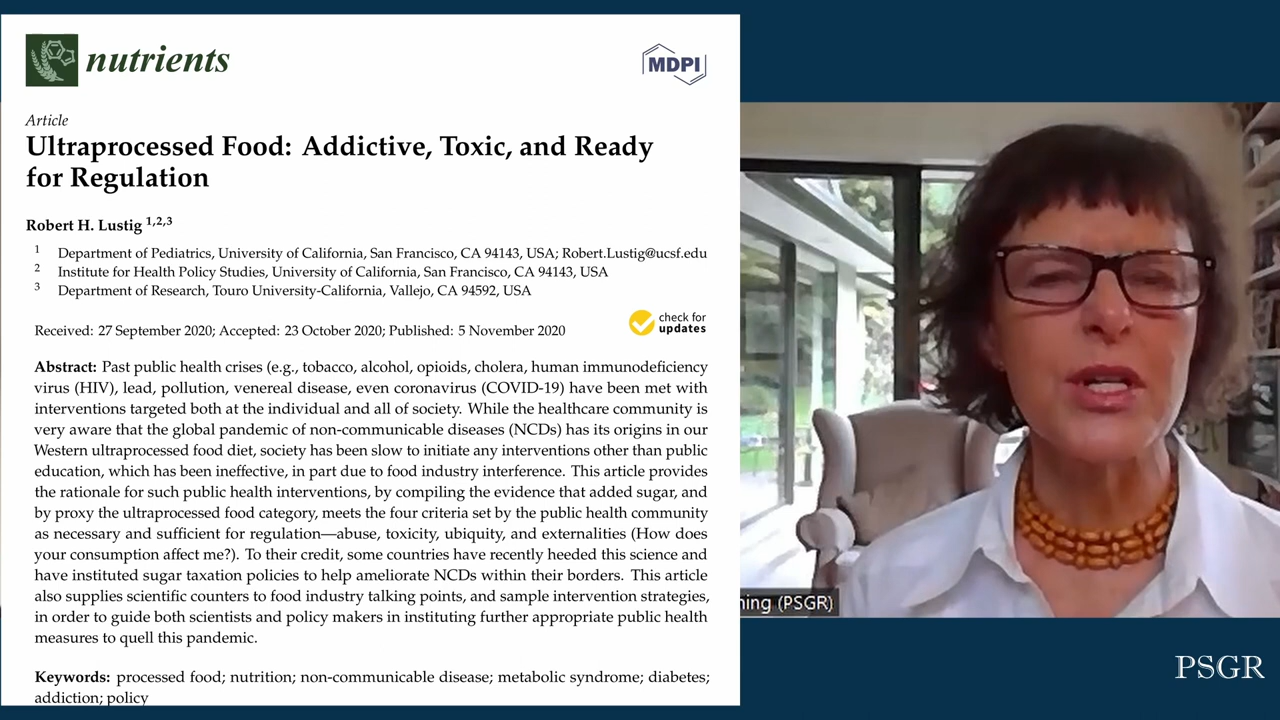 nutrients
MDPI
Article
Ultraprocessed Food: Addictive, Toxic, and Ready
for Regulation
Robert H. Lustig 1,2,3
1 Department of Pediatrics, University of California, San Francisco, CA 94143, USA; Robert.Lustig@ucsf.edu
2 Institute for Health Policy Studies, University of California, San Francisco, CA 94143, USA
3 Department of Research, Touro University-California, Vallejo, CA 94592, USA
Received: 27 September 2020; Accepted: 23 October 2020; Published: 5 November 2020
check for
updates
Abstract: Past public health crises (e.g., tobacco, alcohol, opioids, cholera, human immunodeficiency
virus (HIV), lead, pollution, venereal disease, even coronavirus (COVID-19) have been met with
interventions targeted both at the individual and all of society. While the healthcare community is
very aware that the global pandemic of non-communicable diseases (NCDs) has its origins in our
Western ultraprocessed food diet, society has been slow to initiate any interventions other than public
education, which has been ineffective, in part due to food industry interference. This article provides
the rationale for such public health interventions, by compiling the evidence that added sugar, and
by proxy the ultraprocessed food category, meets the four criteria set by the public health community
as necessary and sufficient for regulation—abuse, toxicity, ubiquity, and externalities (How does
your consumption affect me?). To their credit, some countries have recently heeded this science and
have instituted sugar taxation policies to help ameliorate NCDs within their borders. This article
also supplies scientific counters to food industry talking points, and sample intervention strategies,
in order to guide both scientists and policy makers in instituting further appropriate public health
measures to quell this pandemic.
Keywords: processed food; nutrition; non-communicable disease; metabolic syndrome; diabetes;
addiction; policy
ning (PSGR)
PSGR